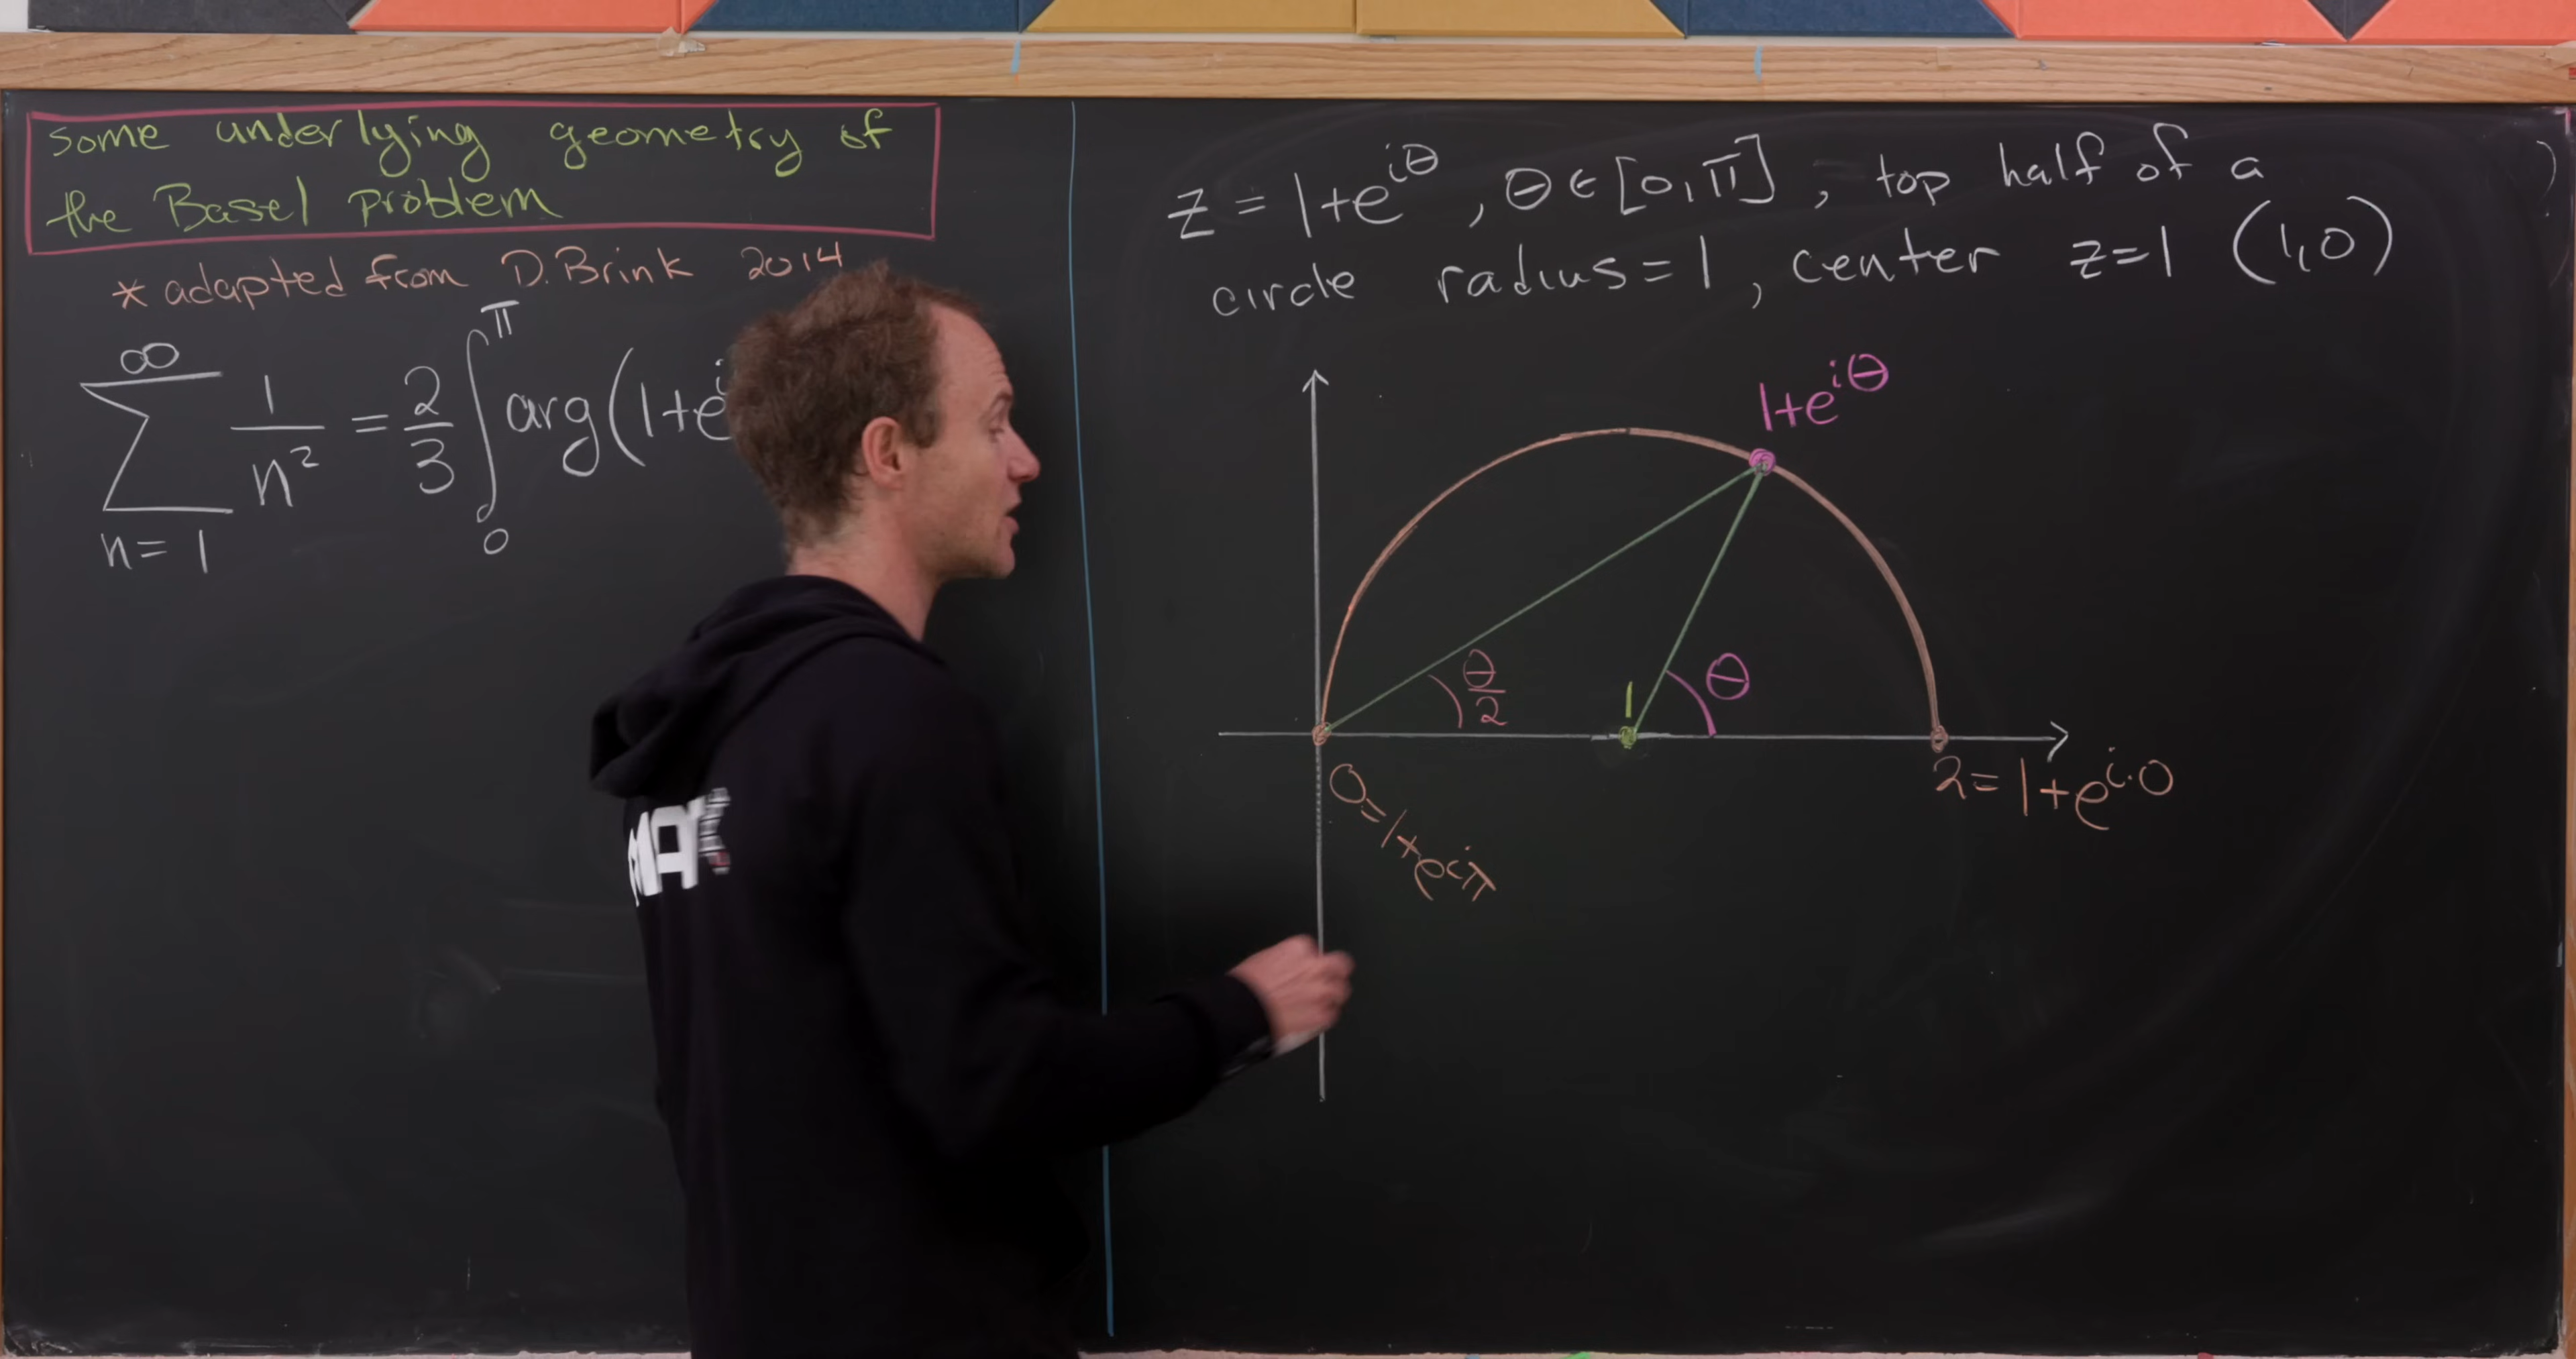 some underlying geometry of
the Basel problem
* adapted from D. Brink 2014
∞
∑ 1/n² = 2/3 ∫₀^π arg(1+e^i
n=1
z = 1+e^{iθ}, θ∈[0,π], top half of a
circle radius=1, center z=1 (1,0)
1+e^{iθ}
θ/2
1
θ
0=1+e^{iπ}
2=1+e^{i·0}
MA